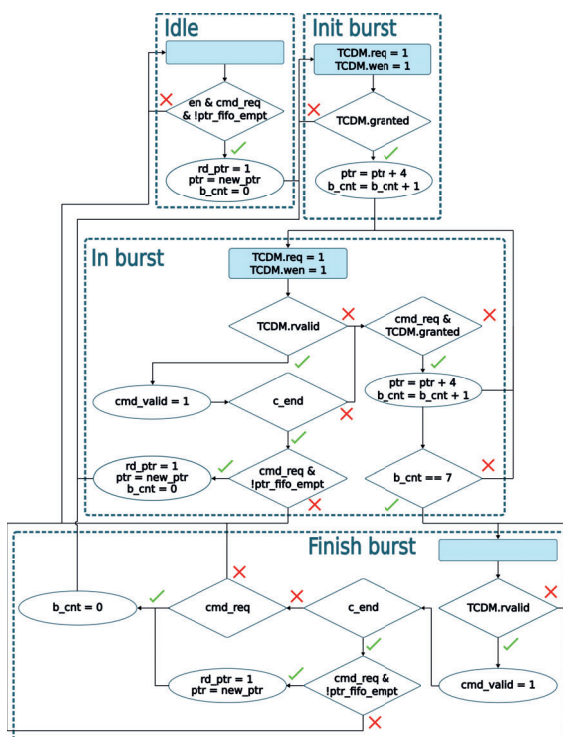 Idle
en & cmd_req
& !ptr_fifo_empt
rd_ptr = 1
ptr = new_ptr
b_cnt = 0
Init burst
TCDM.req = 1
TCDM.wen = 1
TCDM.granted
ptr = ptr + 4
b_cnt = b_cnt + 1
In burst
TCDM.req = 1
TCDM.wen = 1
TCDM.rvalid
cmd_req &
TCDM.granted
cmd_valid = 1
c_end
ptr = ptr + 4
b_cnt = b_cnt + 1
rd_ptr = 1
ptr = new_ptr
b_cnt = 0
cmd_req &
!ptr_fifo_empt
b_cnt == 7
Finish burst
b_cnt = 0
cmd_req
c_end
TCDM.rvalid
rd_ptr = 1
ptr = new_ptr
cmd_req &
!ptr_fifo_empt
cmd_valid = 1